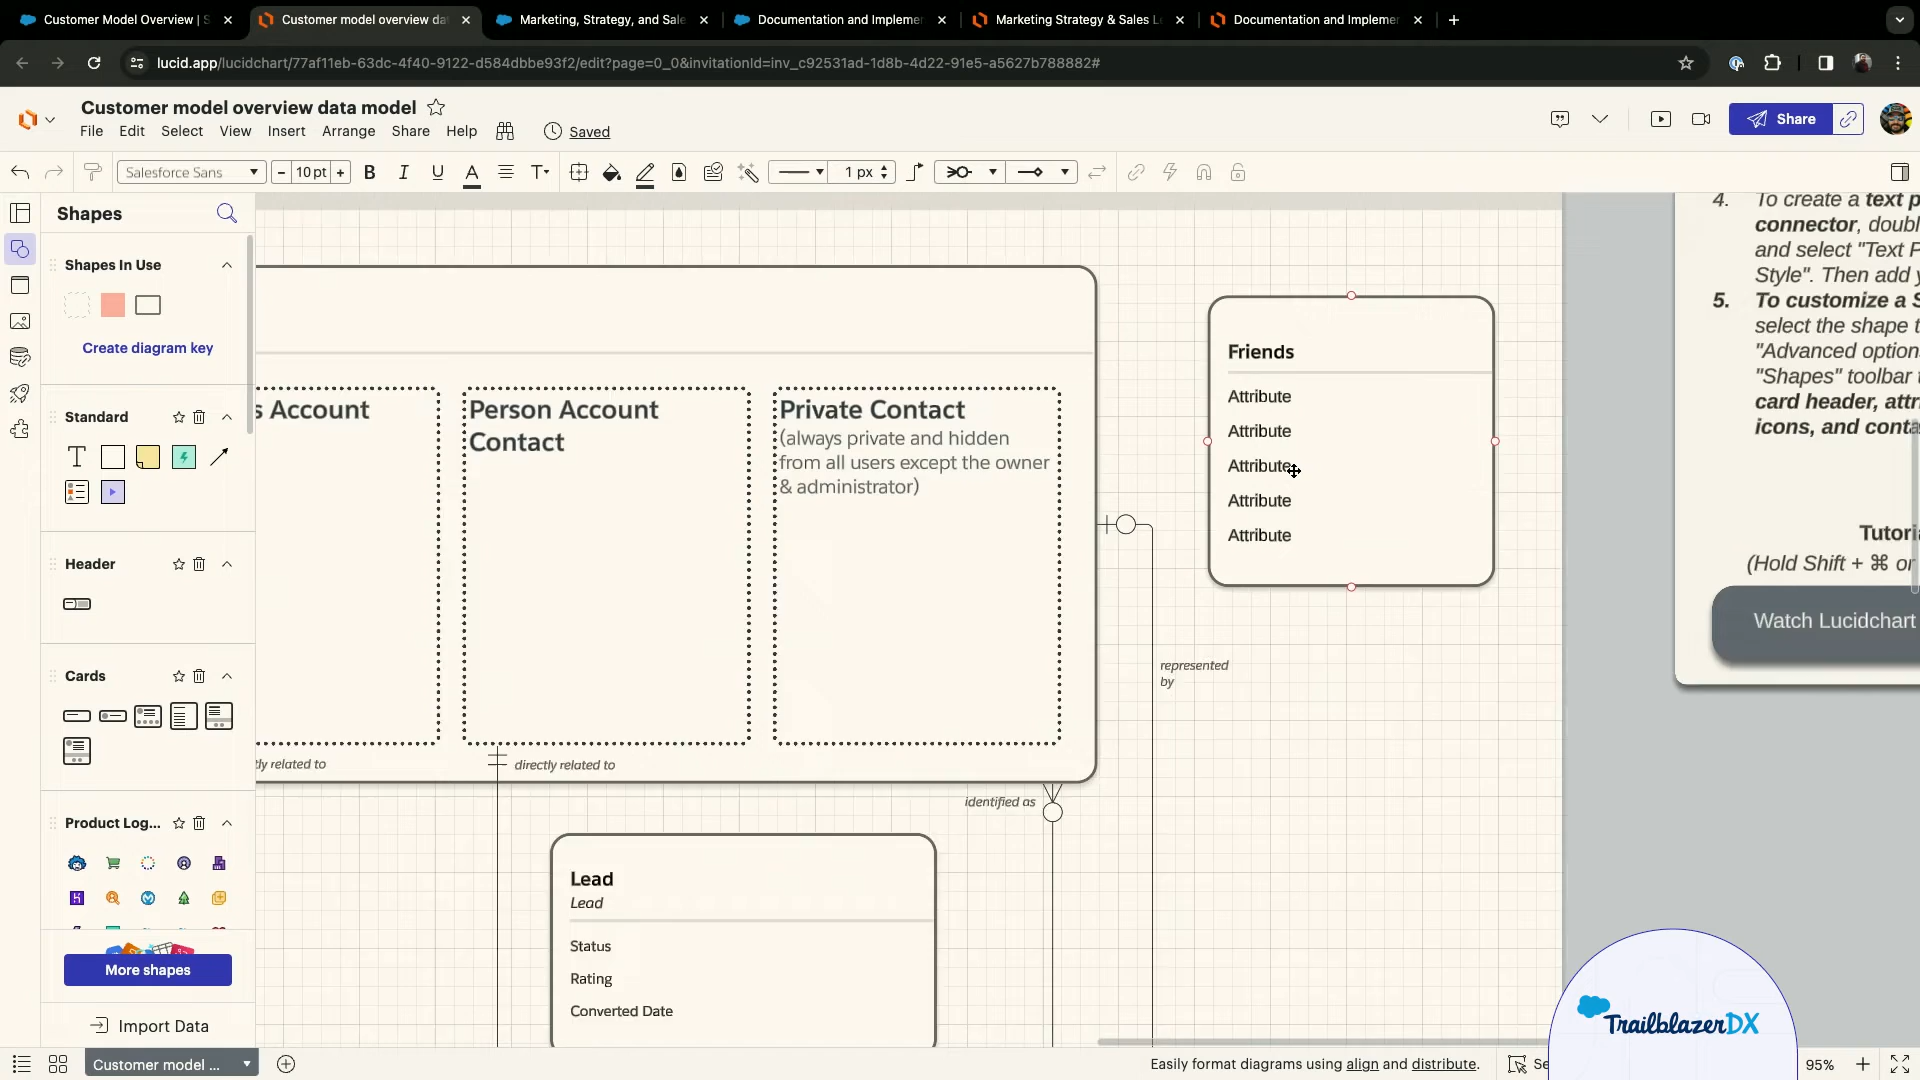 Customer Model Overview | S
Customer model overview da
Marketing, Strategy, and Sale
Documentation and Implemen
Marketing Strategy & Sales L
Documentation and Implemen
lucid.app/lucidchart/77af11eb-63dc-4f40-9122-d584dbbe93f2/edit?page=0_0&invitationId=inv_c92531ad-1d8b-4d22-91e5-a5627b788882#
Customer model overview data model
File Edit Select View Insert Arrange Share Help Saved
Share
Salesforce Sans - 10 pt + B I U A T 1 px
Shapes
Shapes In Use
Create diagram key
Standard
T
Header
Cards
Product Log...
More shapes
Import Data
s Account
Person Account
Contact
Private Contact
(always private and hidden
from all users except the owner
& administrator)
tly related to
directly related to
identified as
represented
by
Friends
Attribute
Attribute
Attribute
Attribute
Attribute
Lead
Lead
Status
Rating
Converted Date
4. To create a text p
connector, doubl
and select "Text P
Style". Then add y
5. To customize a S
select the shape t
"Advanced option
"Shapes" toolbar t
card header, attri
icons, and conta
Tutori
(Hold Shift + ⌘ or
Watch Lucidchart
TrailblazerDX
Customer model ...
Easily format diagrams using align and distribute.
Se
95%